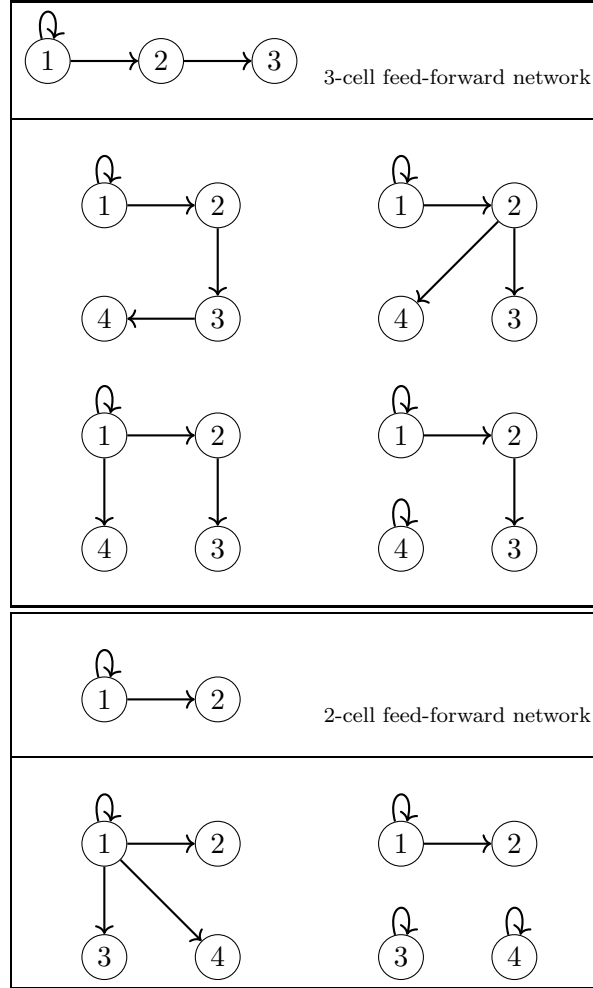 1 2 3
3-cell feed-forward network
1 2 1 2
4 3 4 3
1 2 1 2
4 3 4 3
1 2
2-cell feed-forward network
1 2 1 2
3 4 3 4